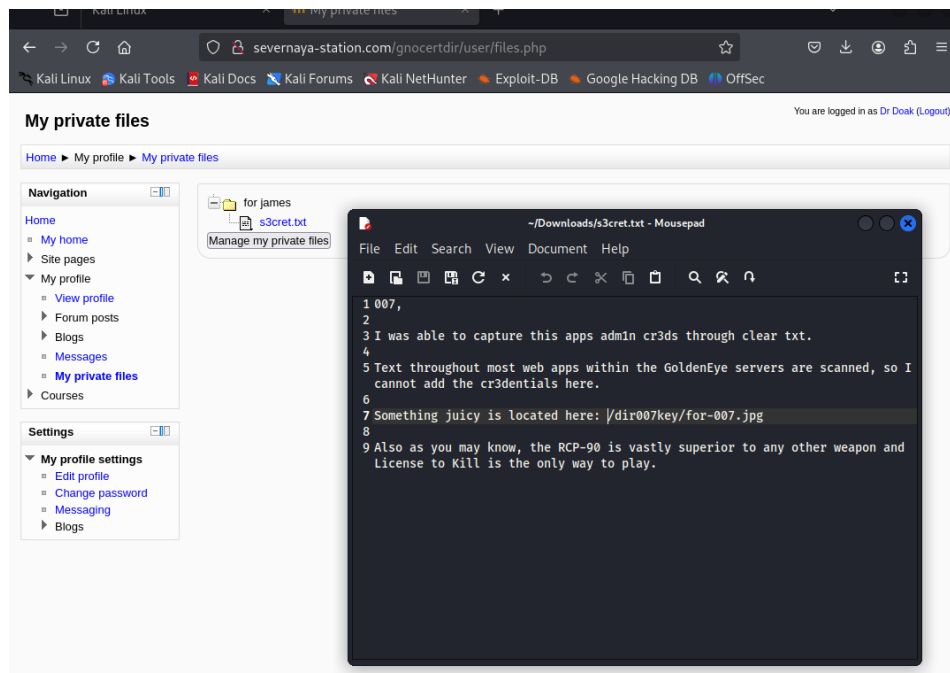 Kali Linux
My private files
severnaya-station.com/gnocertdir/user/files.php
Kali Linux Kali Tools Kali Docs Kali Forums Kali NetHunter Exploit-DB Google Hacking DB OffSec
You are logged in as Dr Doak (Logout)
My private files
Home ► My profile ► My private files
Navigation
Home
My home
Site pages
My profile
View profile
Forum posts
Blogs
Messages
My private files
Courses
Settings
My profile settings
Edit profile
Change password
Messaging
Blogs
for james
s3cret.txt
Manage my private files
~/Downloads/s3cret.txt - Mousepad
File Edit Search View Document Help
1 007,
2
3 I was able to capture this apps adm1n cr3ds through clear txt.
4
5 Text throughout most web apps within the GoldenEye servers are scanned, so I
cannot add the cr3dentials here.
6
7 Something juicy is located here: /dir007key/for-007.jpg
8
9 Also as you may know, the RCP-90 is vastly superior to any other weapon and
License to Kill is the only way to play.